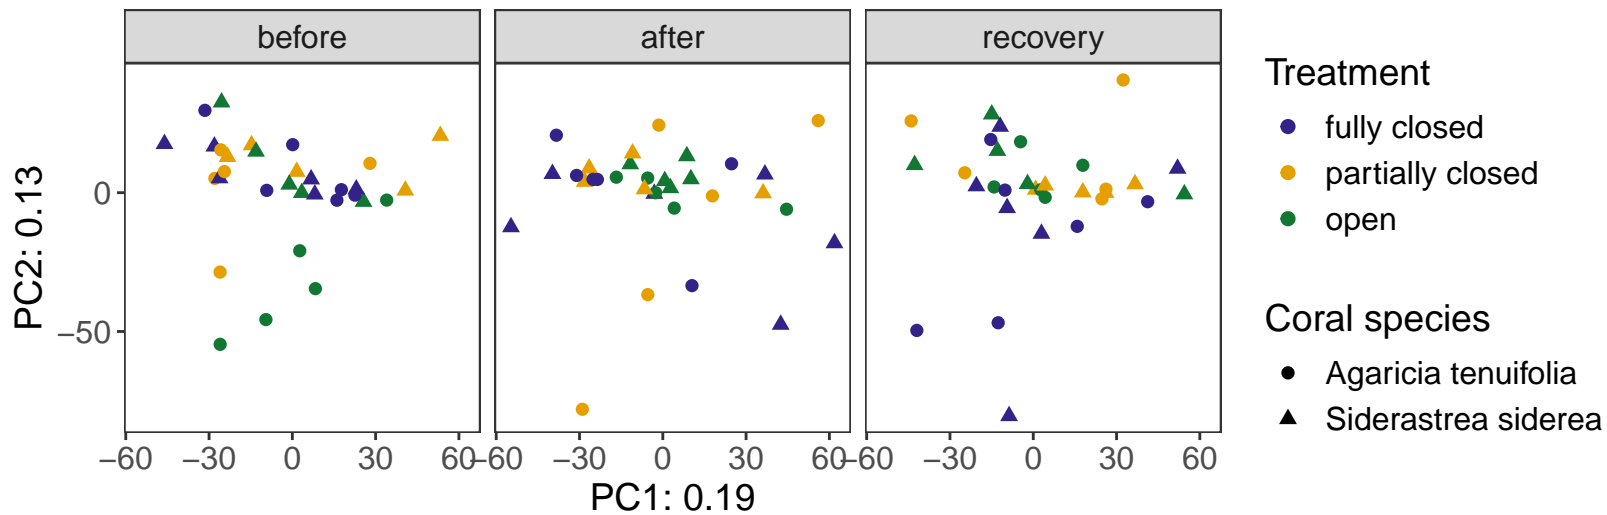 before after recovery
Treatment
fully closed
partially closed
open
Coral species
Agaricia tenuifolia
Siderastrea siderea
PC2: 0.13
0
−50
−60 −30 0 30 60 −60 −30 0 30 60 −60 −30 0 30 60
PC1: 0.19